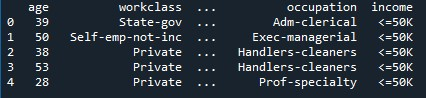 age workclass ... occupation income
0 39 State-gov ... Adm-clerical <=50K
1 50 Self-emp-not-inc ... Exec-managerial <=50K
2 38 Private ... Handlers-cleaners <=50K
3 53 Private ... Handlers-cleaners <=50K
4 28 Private ... Prof-specialty <=50K